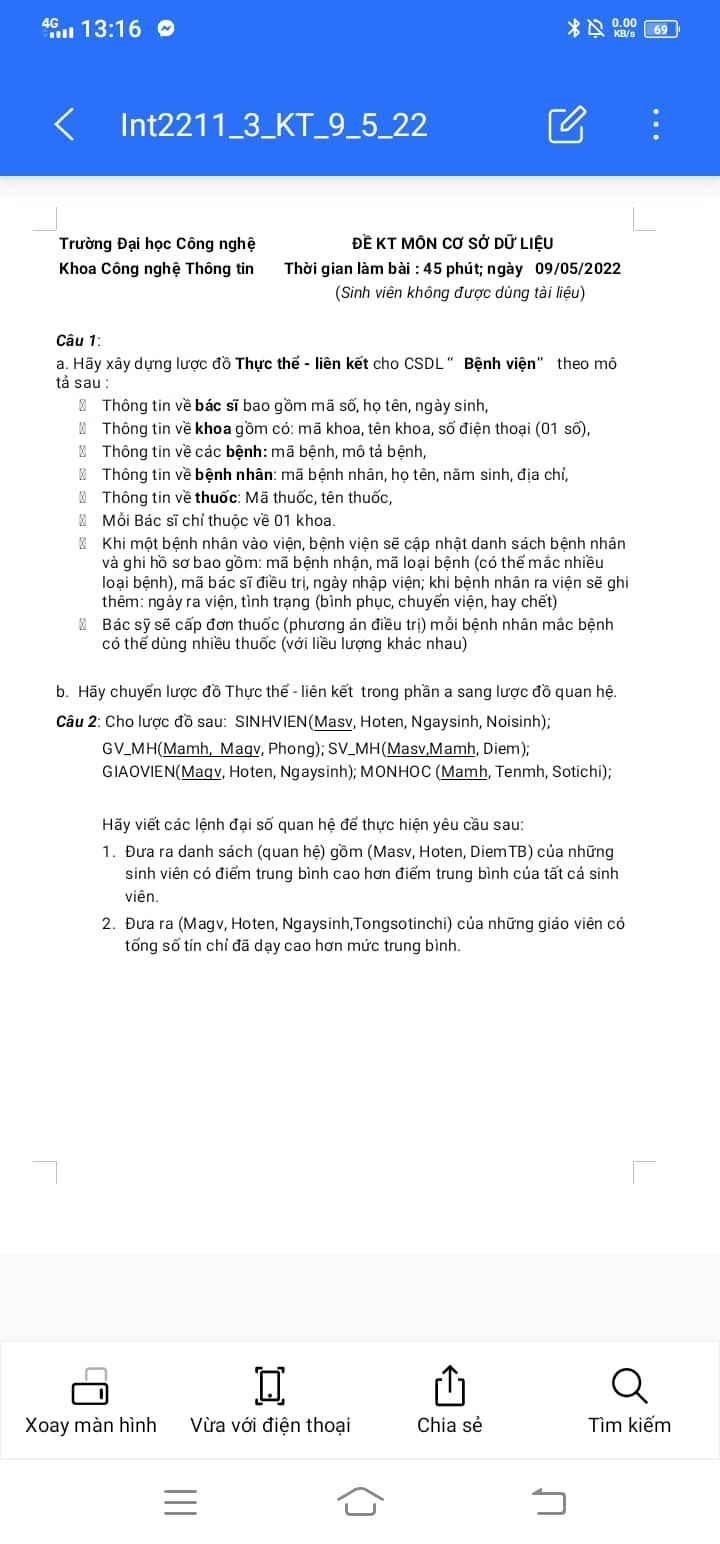 4G 13:16 0.00 KB/s 69
Int2211_3_KT_9_5_22
Trường Đại học Công nghệ ĐỀ KT MÔN CƠ SỞ DỮ LIỆU
Khoa Công nghệ Thông tin Thời gian làm bài : 45 phút; ngày 09/05/2022
(Sinh viên không được dùng tài liệu)
Câu 1:
a. Hãy xây dựng lược đồ Thực thể - liên kết cho CSDL “ Bệnh viện” theo mô
tả sau :
Thông tin về bác sĩ bao gồm mã số, họ tên, ngày sinh,
Thông tin về khoa gồm có: mã khoa, tên khoa, số điện thoại (01 số),
Thông tin về các bệnh: mã bệnh, mô tả bệnh,
Thông tin về bệnh nhân: mã bệnh nhân, họ tên, năm sinh, địa chỉ,
Thông tin về thuốc: Mã thuốc, tên thuốc,
Mỗi Bác sĩ chỉ thuộc về 01 khoa.
Khi một bệnh nhân vào viện, bệnh viện sẽ cập nhật danh sách bệnh nhân
và ghi hồ sơ bao gồm: mã bệnh nhận, mã loại bệnh (có thể mắc nhiều
loại bệnh), mã bác sĩ điều trị, ngày nhập viện; khi bệnh nhân ra viện sẽ ghi
thêm: ngày ra viện, tình trạng (bình phục, chuyển viện, hay chết)
Bác sỹ sẽ cấp đơn thuốc (phương án điều trị) mỗi bệnh nhân mắc bệnh
có thể dùng nhiều thuốc (với liều lượng khác nhau)
b. Hãy chuyển lược đồ Thực thể - liên kết trong phần a sang lược đồ quan hệ.
Câu 2: Cho lược đồ sau: SINHVIEN(Masv, Hoten, Ngaysinh, Noisinh);
GV_MH(Mamh, Magv, Phong); SV_MH(Masv,Mamh, Diem);
GIAOVIEN(Magv, Hoten, Ngaysinh); MONHOC (Mamh, Tenmh, Sotichi);
Hãy viết các lệnh đại số quan hệ để thực hiện yêu cầu sau:
1. Đưa ra danh sách (quan hệ) gồm (Masv, Hoten, DiemTB) của những
sinh viên có điểm trung bình cao hơn điểm trung bình của tất cả sinh
viên.
2. Đưa ra (Magv, Hoten, Ngaysinh,Tongsotinchi) của những giáo viên có
tổng số tín chỉ đã dạy cao hơn mức trung bình.
Xoay màn hình Vừa với điện thoại Chia sẻ Tìm kiếm